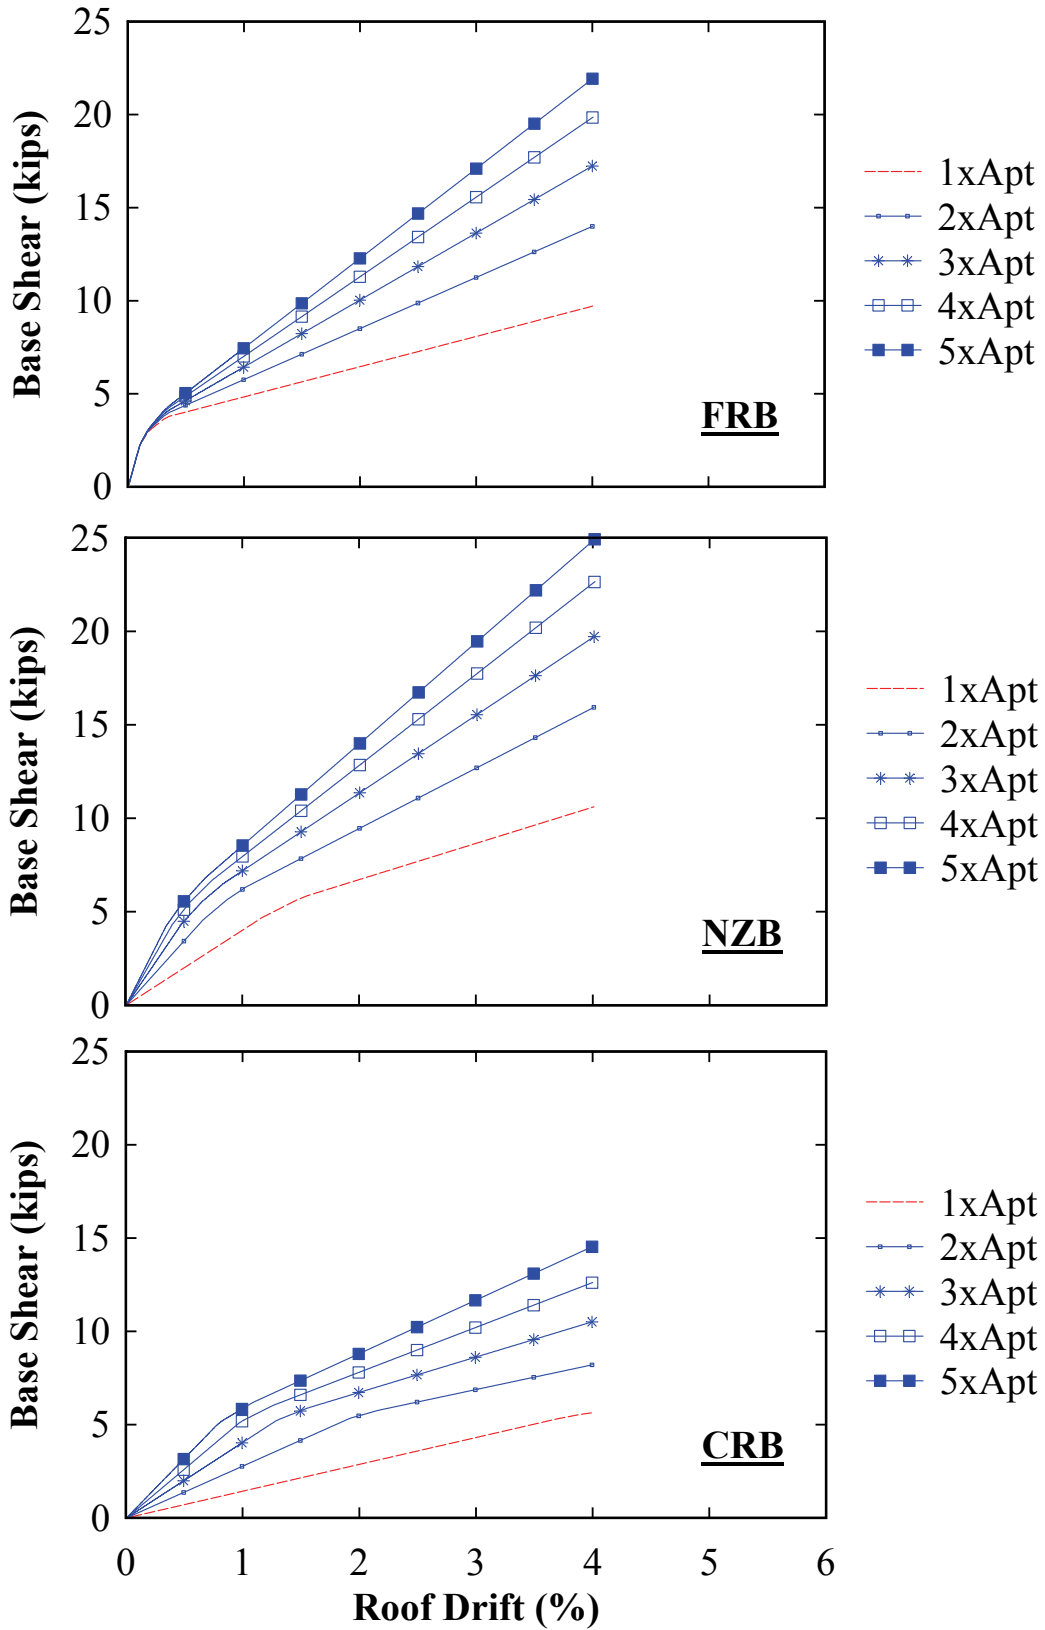 25
20
15
10
5
0
Base Shear (kips)
FRB
1xApt
2xApt
3xApt
4xApt
5xApt
25
20
15
10
5
0
Base Shear (kips)
NZB
1xApt
2xApt
3xApt
4xApt
5xApt
25
20
15
10
5
0
Base Shear (kips)
CRB
1xApt
2xApt
3xApt
4xApt
5xApt
0 1 2 3 4 5 6
Roof Drift (%)